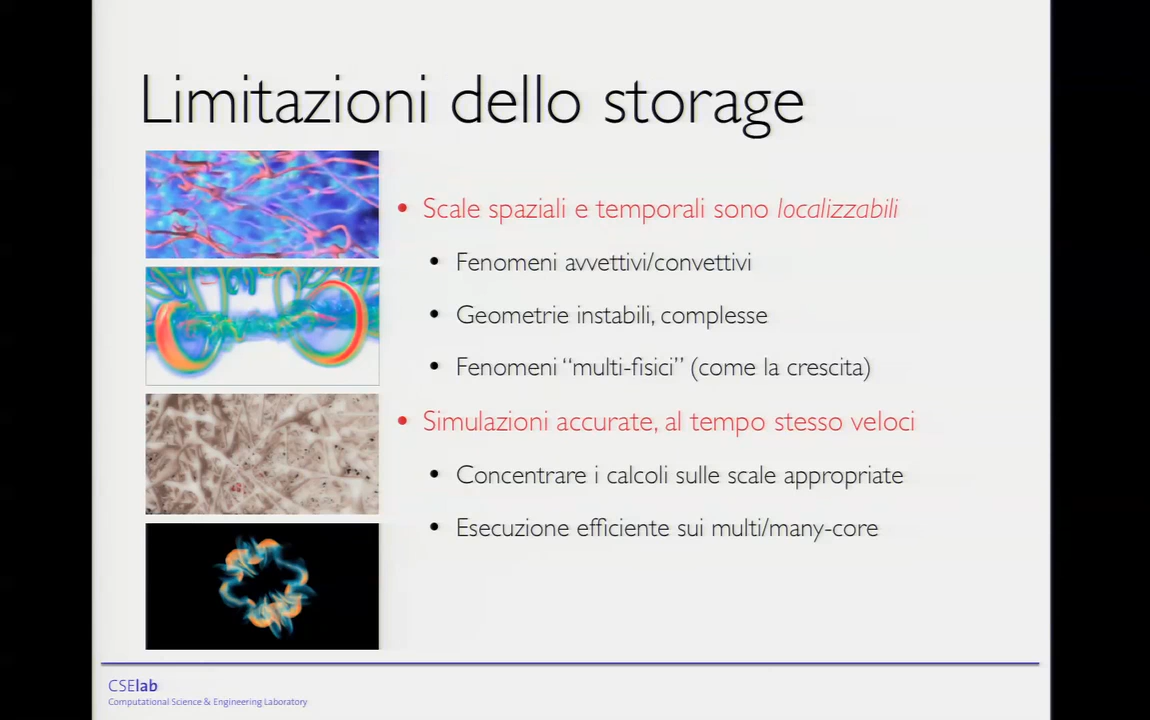 Limitazioni dello storage
• Scale spaziali e temporali sono localizzabili
• Fenomeni avvettivi/convettivi
• Geometrie instabili, complesse
• Fenomeni “multi-fisici” (come la crescita)
• Simulazioni accurate, al tempo stesso veloci
• Concentrare i calcoli sulle scale appropriate
• Esecuzione efficiente sui multi/many-core
CSElab
Computational Science & Engineering Laboratory